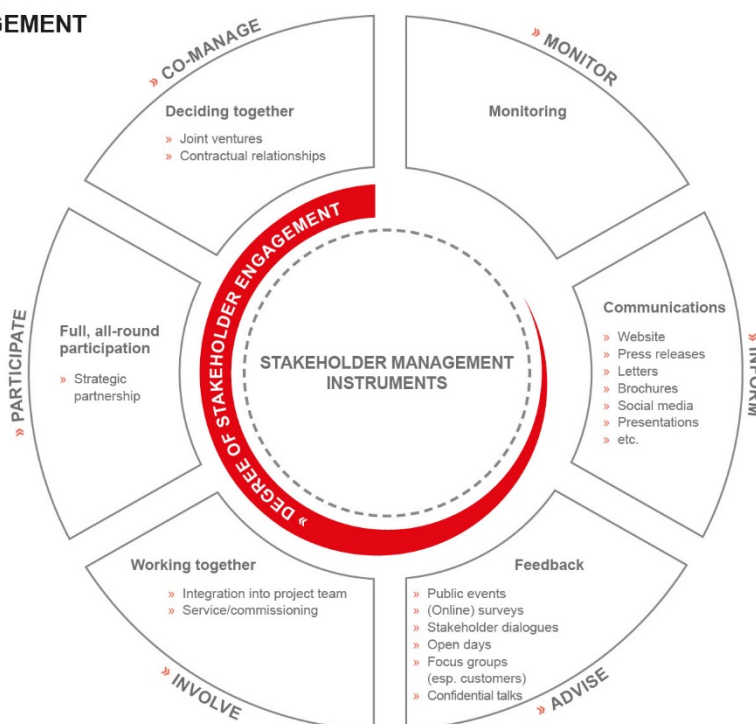 GEMENT
» CO-MANAGE
Deciding together
» Joint ventures
» Contractual relationships
» MONITOR
Monitoring
» INFORM
Communications
» Website
» Press releases
» Letters
» Brochures
» Social media
» Presentations
» etc.
» ADVISE
Feedback
» Public events
» (Online) surveys
» Stakeholder dialogues
» Open days
» Focus groups
(esp. customers)
» Confidential talks
» INVOLVE
Working together
» Integration into project team
» Service/commissioning
» PARTICIPATE
Full, all-round
participation
» Strategic
partnership
» DEGREE OF STAKEHOLDER ENGAGEMENT
STAKEHOLDER MANAGEMENT
INSTRUMENTS